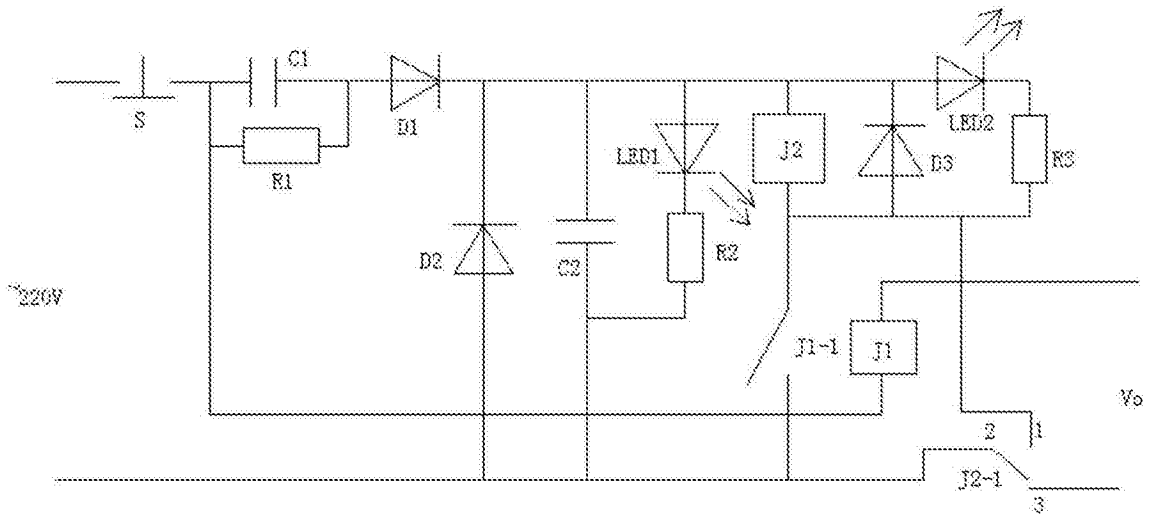 C1
S
D1
LED2
R1
LED1
J2
D3
R3
D2
C2
R2
~220V
J1-1
J1
Vo
2
1
J2-1
3